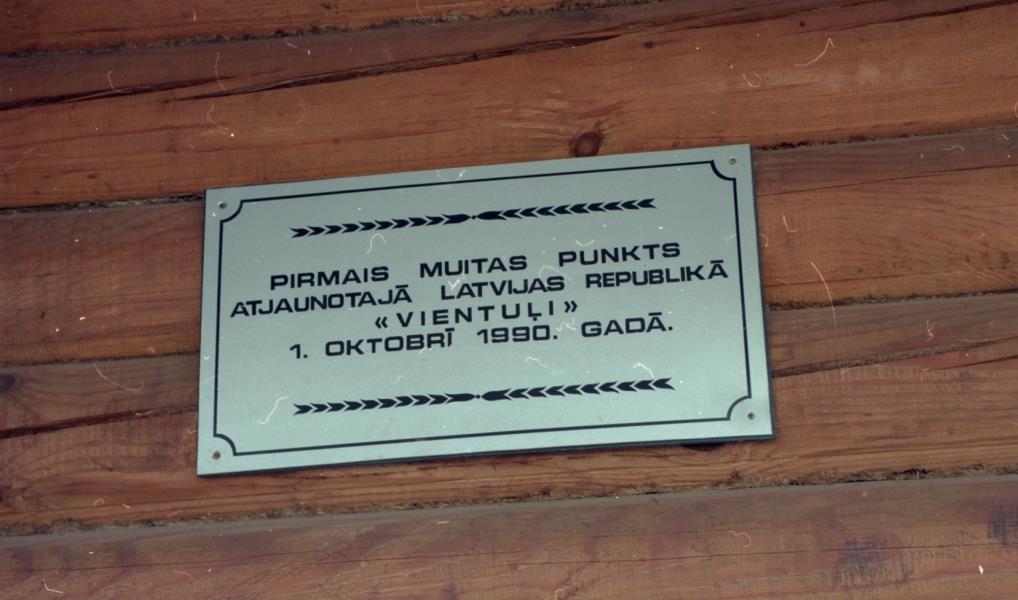 PIRMAIS MUITAS PUNKTS
ATJAUNOTAJĀ LATVIJAS REPUBLIKĀ
«VIENTUĻI»
1. OKTOBRĪ 1990. GADĀ.